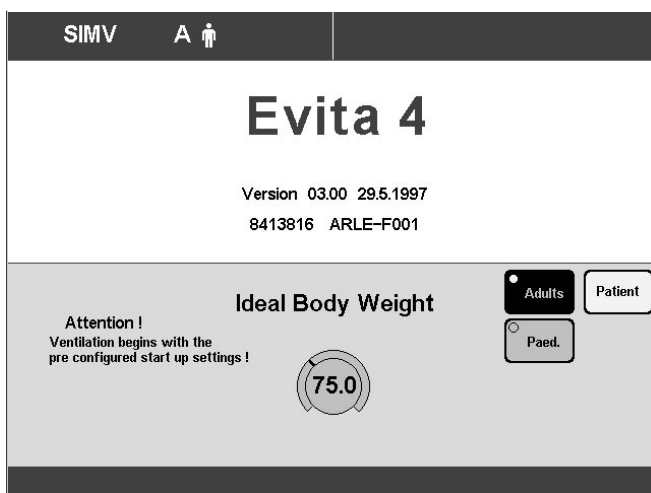 SIMV A
Evita 4
Version 03.00 29.5.1997
8413816 ARLE-F001
Ideal Body Weight
Attention !
Ventilation begins with the
pre configured start up settings !
75.0
Adults
Patient
Paed.